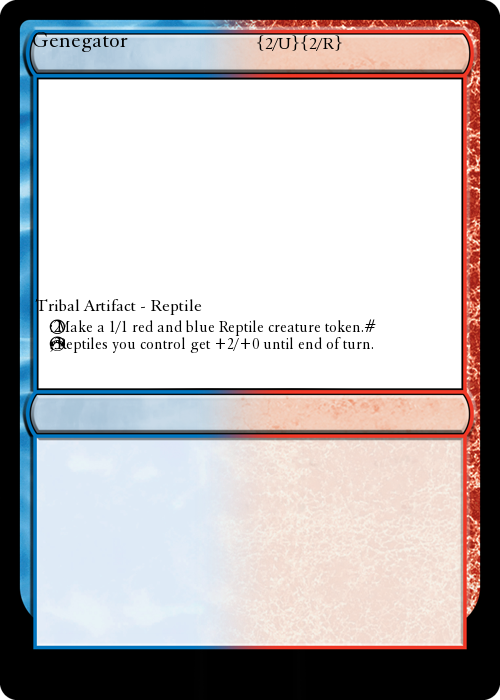 Genegator {2/U}{2/R}
Tribal Artifact - Reptile
Make a 1/1 red and blue Reptile creature token.#
Reptiles you control get +2/+0 until end of turn.